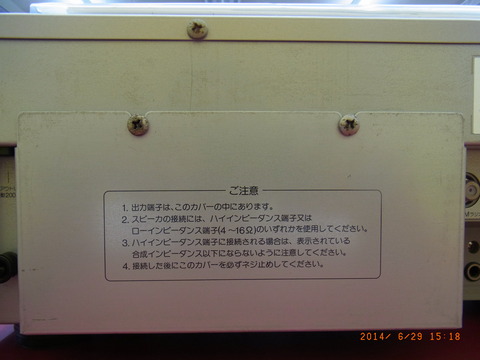 ご注意
1. 出力端子は、このカバーの中にあります。
2. スピーカの接続には、ハイインピーダンス端子又は
ローインピーダンス端子(4～16Ω)のいずれかを使用してください。
3. ハイインピーダンス端子に接続される場合は、表示されている
合成インピーダンス以下にならないように注意してください。
4. 接続した後にこのカバーを必ずネジ止めしてください。
2014/ 6/29 15:18